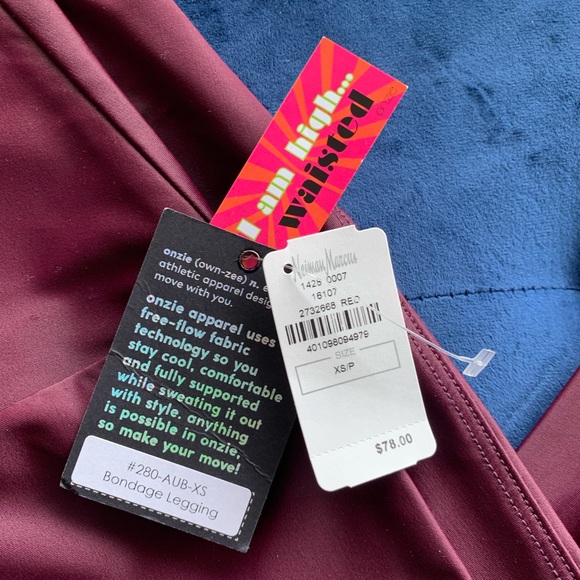 I am high...
waisted
onzie
onzie (own-zee) n.
athletic apparel
move with you.
onzie apparel uses
free-flow fabric
technology so you
stay cool, comfortable
and fully supported
while sweating it out
with style. anything
is possible in onzie,
so make your move!
#280-AUB-XS
Bondage Legging
Neiman Marcus
1428 0007
16107
2732668 RED
401098094979
SIZE
XS/P
$78.00